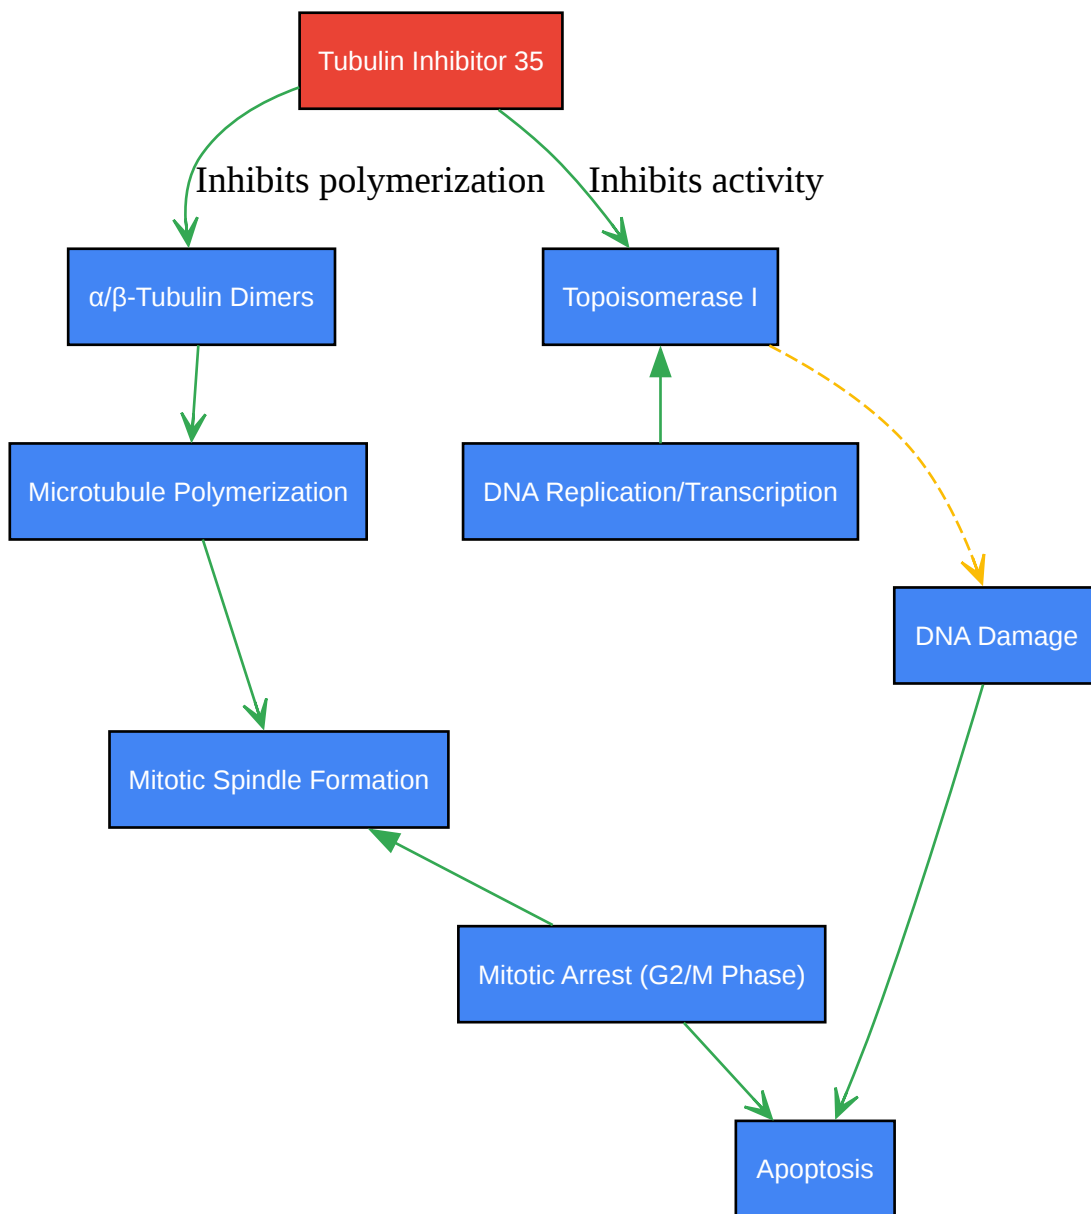 Tubulin Inhibitor 35
Inhibits polymerization
Inhibits activity
α/β-Tubulin Dimers
Topoisomerase I
Microtubule Polymerization
DNA Replication/Transcription
DNA Damage
Mitotic Spindle Formation
Mitotic Arrest (G2/M Phase)
Apoptosis